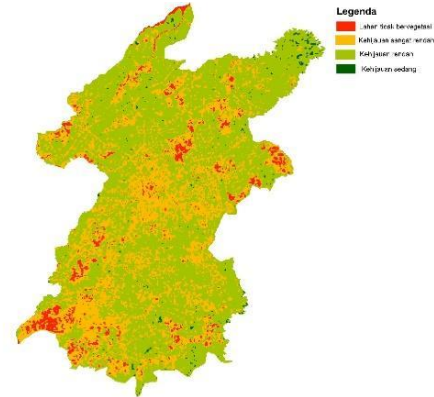 Legenda
Lahan tidak bervegetasi
Kehijauan sangat rendah
Kehijauan rendah
Kehijauan sedang